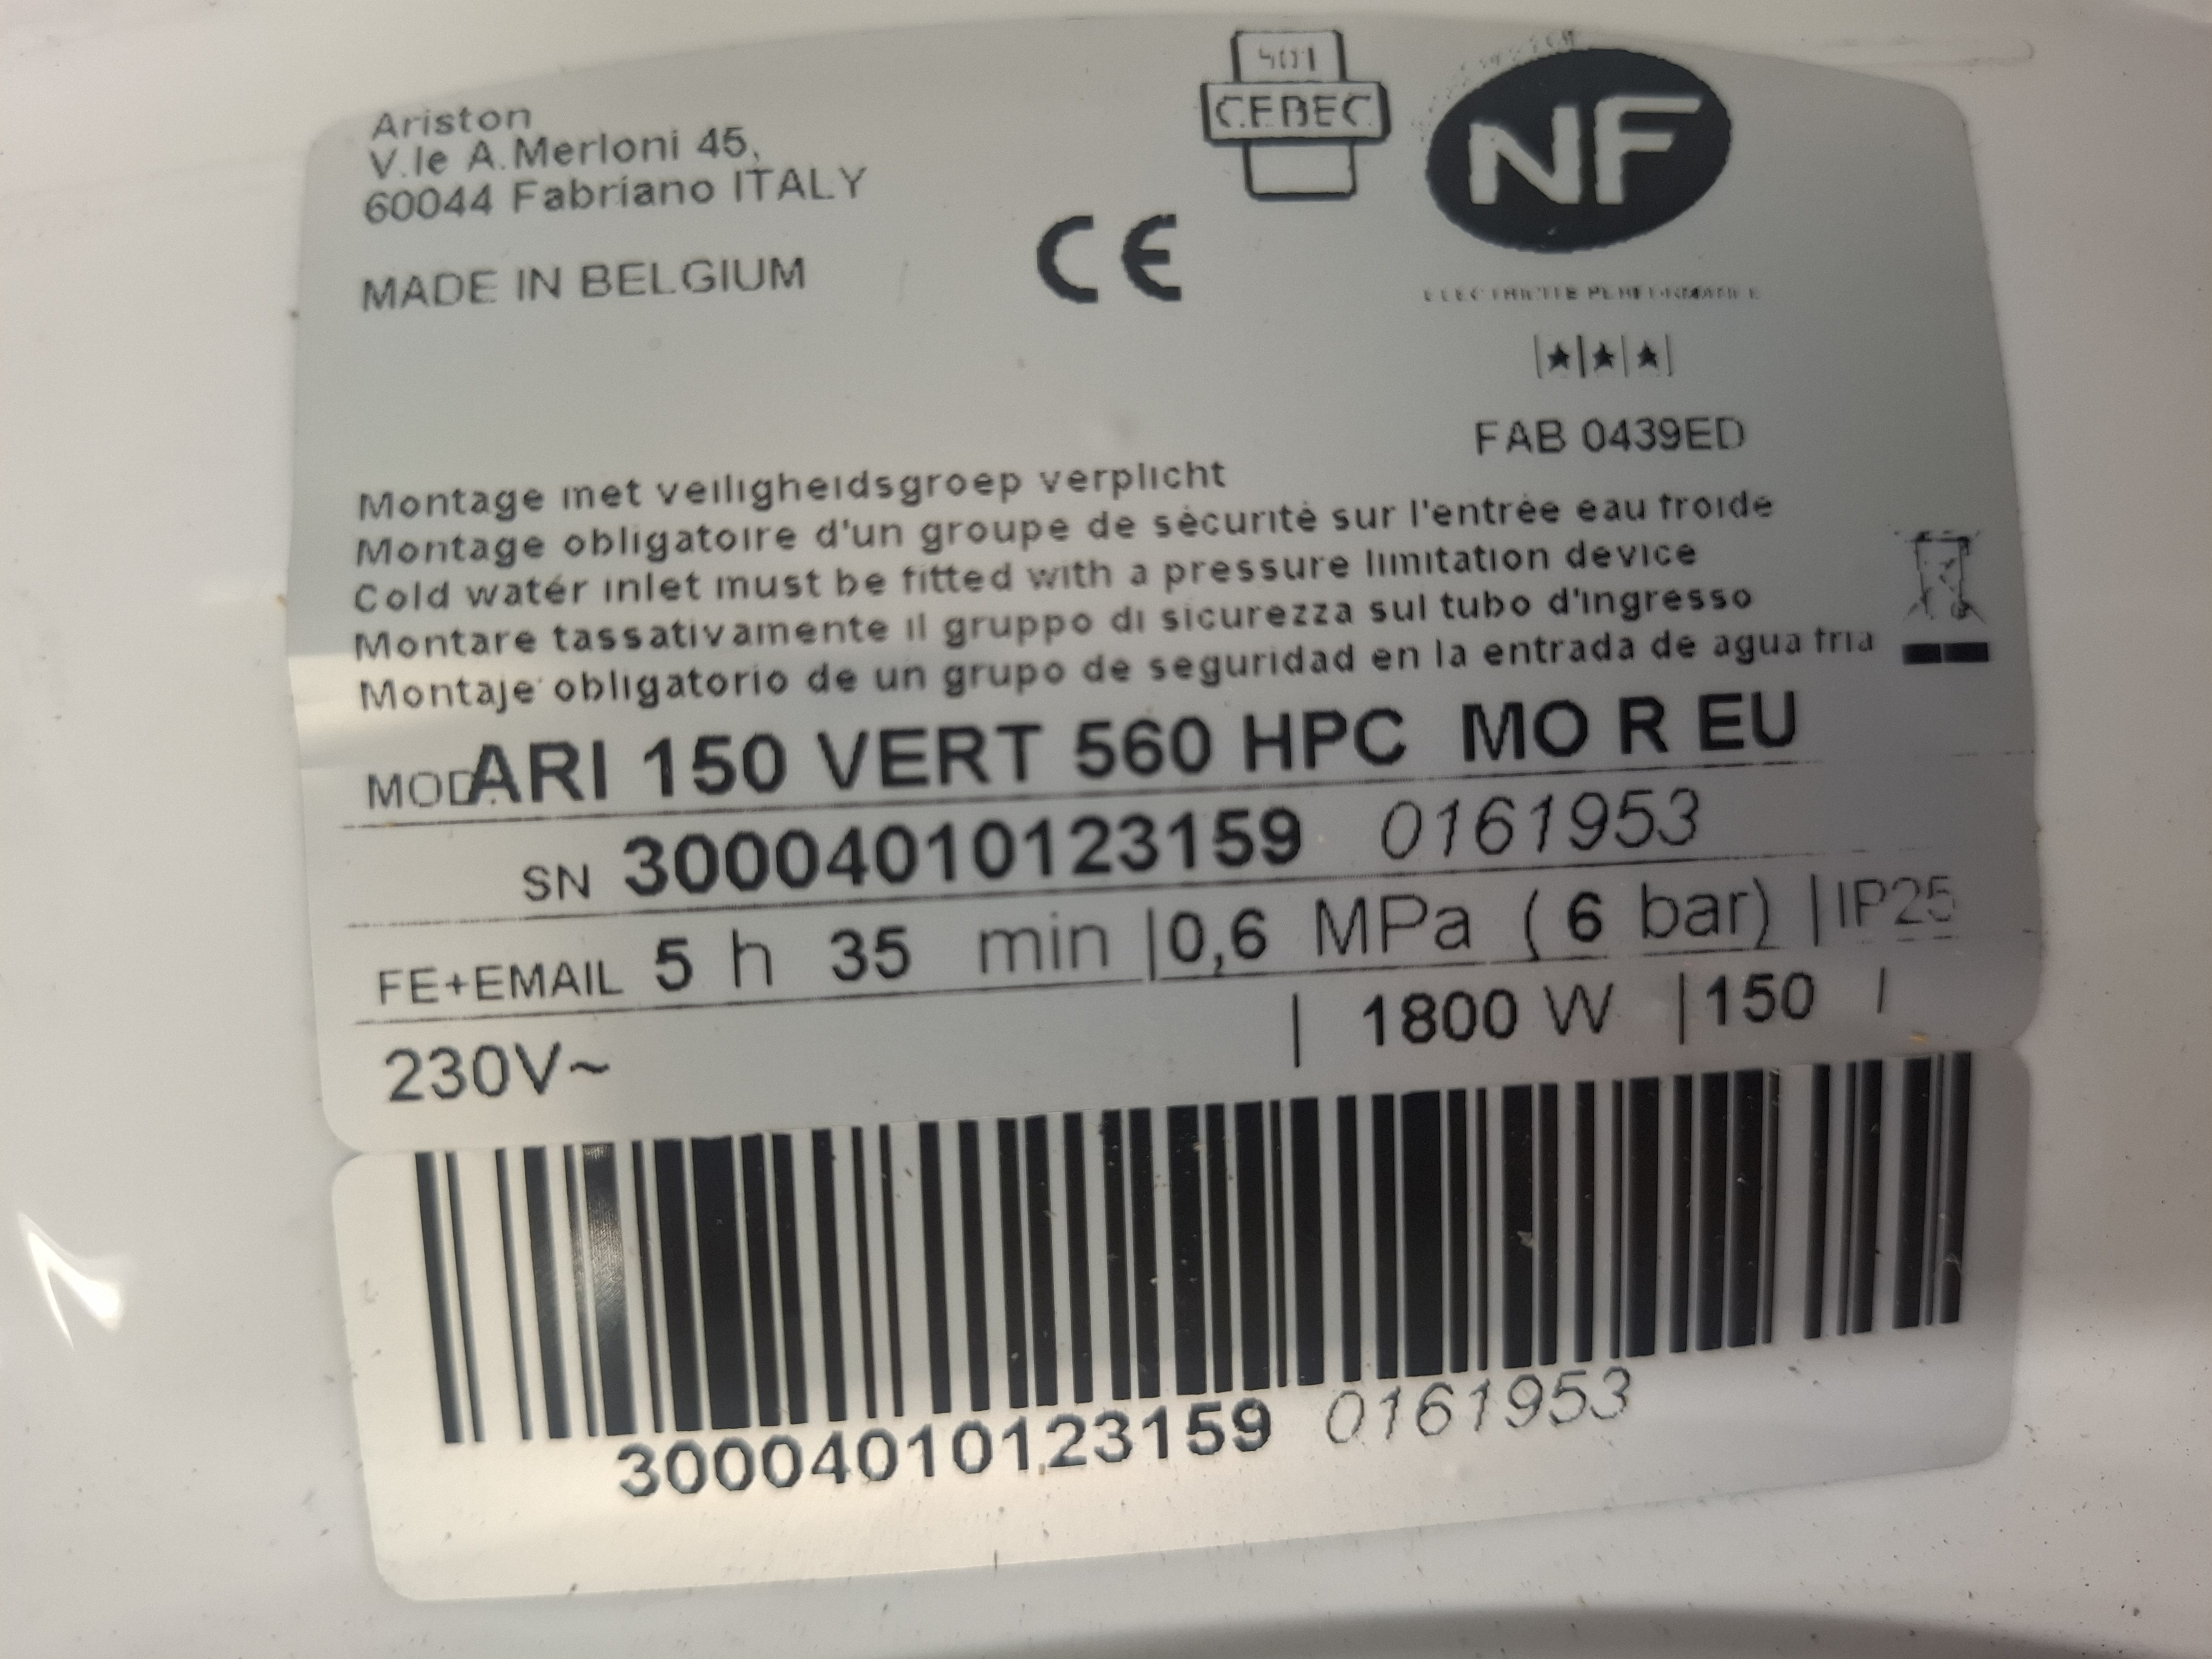 Ariston
V.le A.Merloni 45,
60044 Fabriano ITALY
MADE IN BELGIUM
CEBEC
NF
CE
ELECTRICITE PERFORMANCE
FAB 0439ED
Montage met veiligheidsgroep verplicht
Montage obligatoire d'un groupe de sécurité sur l'entrée eau froide
Cold water inlet must be fitted with a pressure limitation device
Montare tassativamente il gruppo di sicurezza sul tubo d'ingresso
Montaje obligatorio de un grupo de seguridad en la entrada de agua fria
MOD. ARI 150 VERT 560 HPC MO R EU
SN 30004010123159 0161953
FE+EMAIL 5 h 35 min |0,6 MPa (6 bar) |IP25
230V~ | 1800 W |150 l
30004010123159 0161953